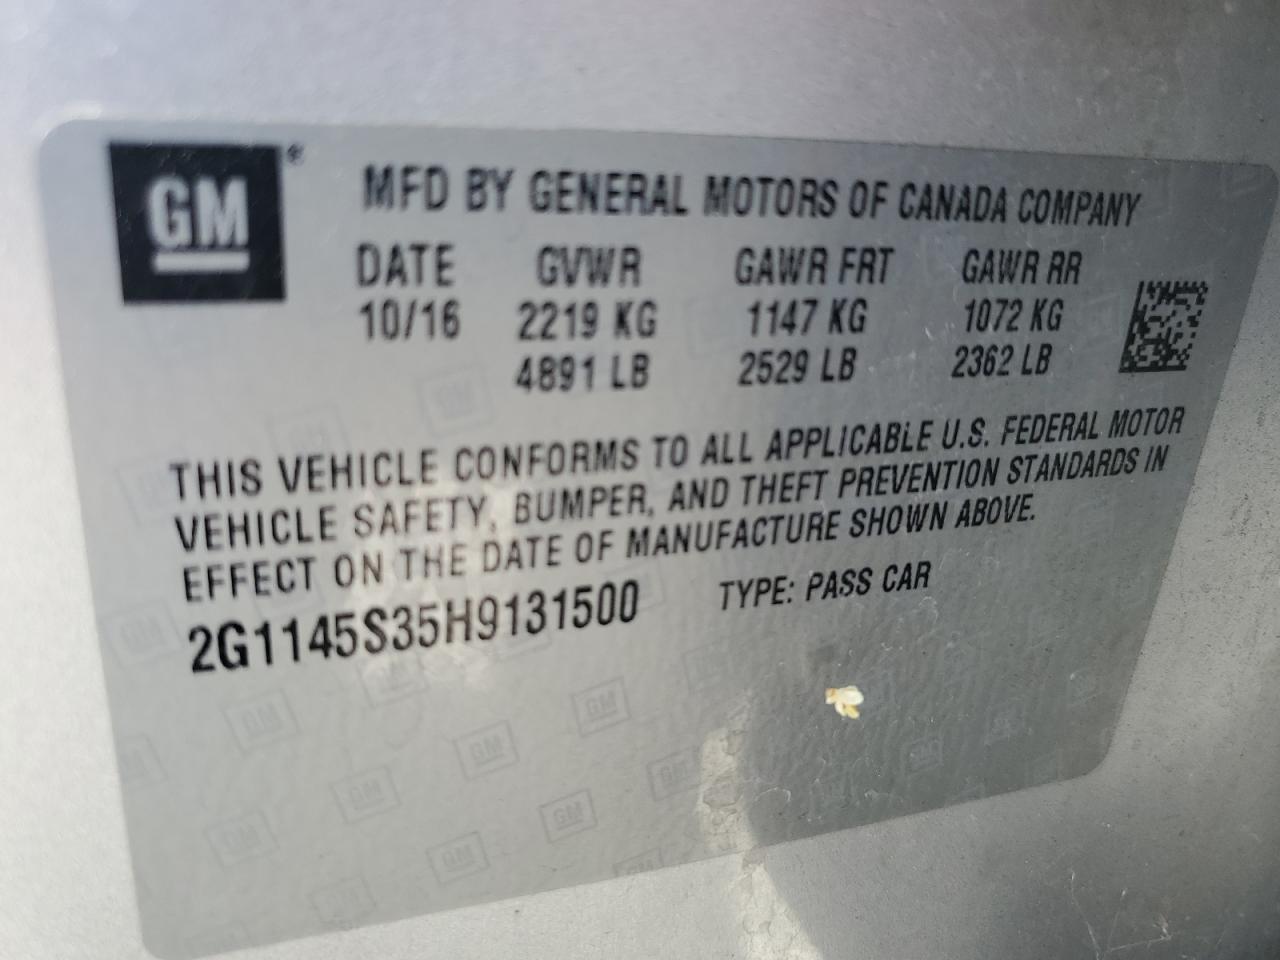 GM ®
MFD BY GENERAL MOTORS OF CANADA COMPANY
DATE GVWR GAWR FRT GAWR RR
10/16 2219 KG 1147 KG 1072 KG
4891 LB 2529 LB 2362 LB
THIS VEHICLE CONFORMS TO ALL APPLICABLE U.S. FEDERAL MOTOR
VEHICLE SAFETY, BUMPER, AND THEFT PREVENTION STANDARDS IN
EFFECT ON THE DATE OF MANUFACTURE SHOWN ABOVE.
2G1145S35H9131500 TYPE: PASS CAR